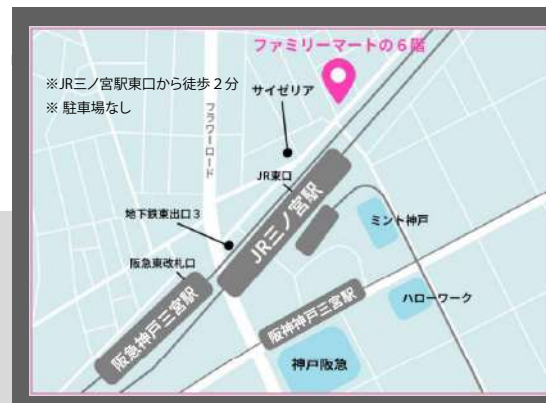 ファミリーマートの６階
※JR三ノ宮駅東口から徒歩２分
※ 駐車場なし
サイゼリア
フラワーロード
JR東口
JR三ノ宮駅
地下鉄東出口３
ミント神戸
阪急東改札口
阪急神戸三宮駅
阪神神戸三宮駅
ハローワーク
神戸阪急